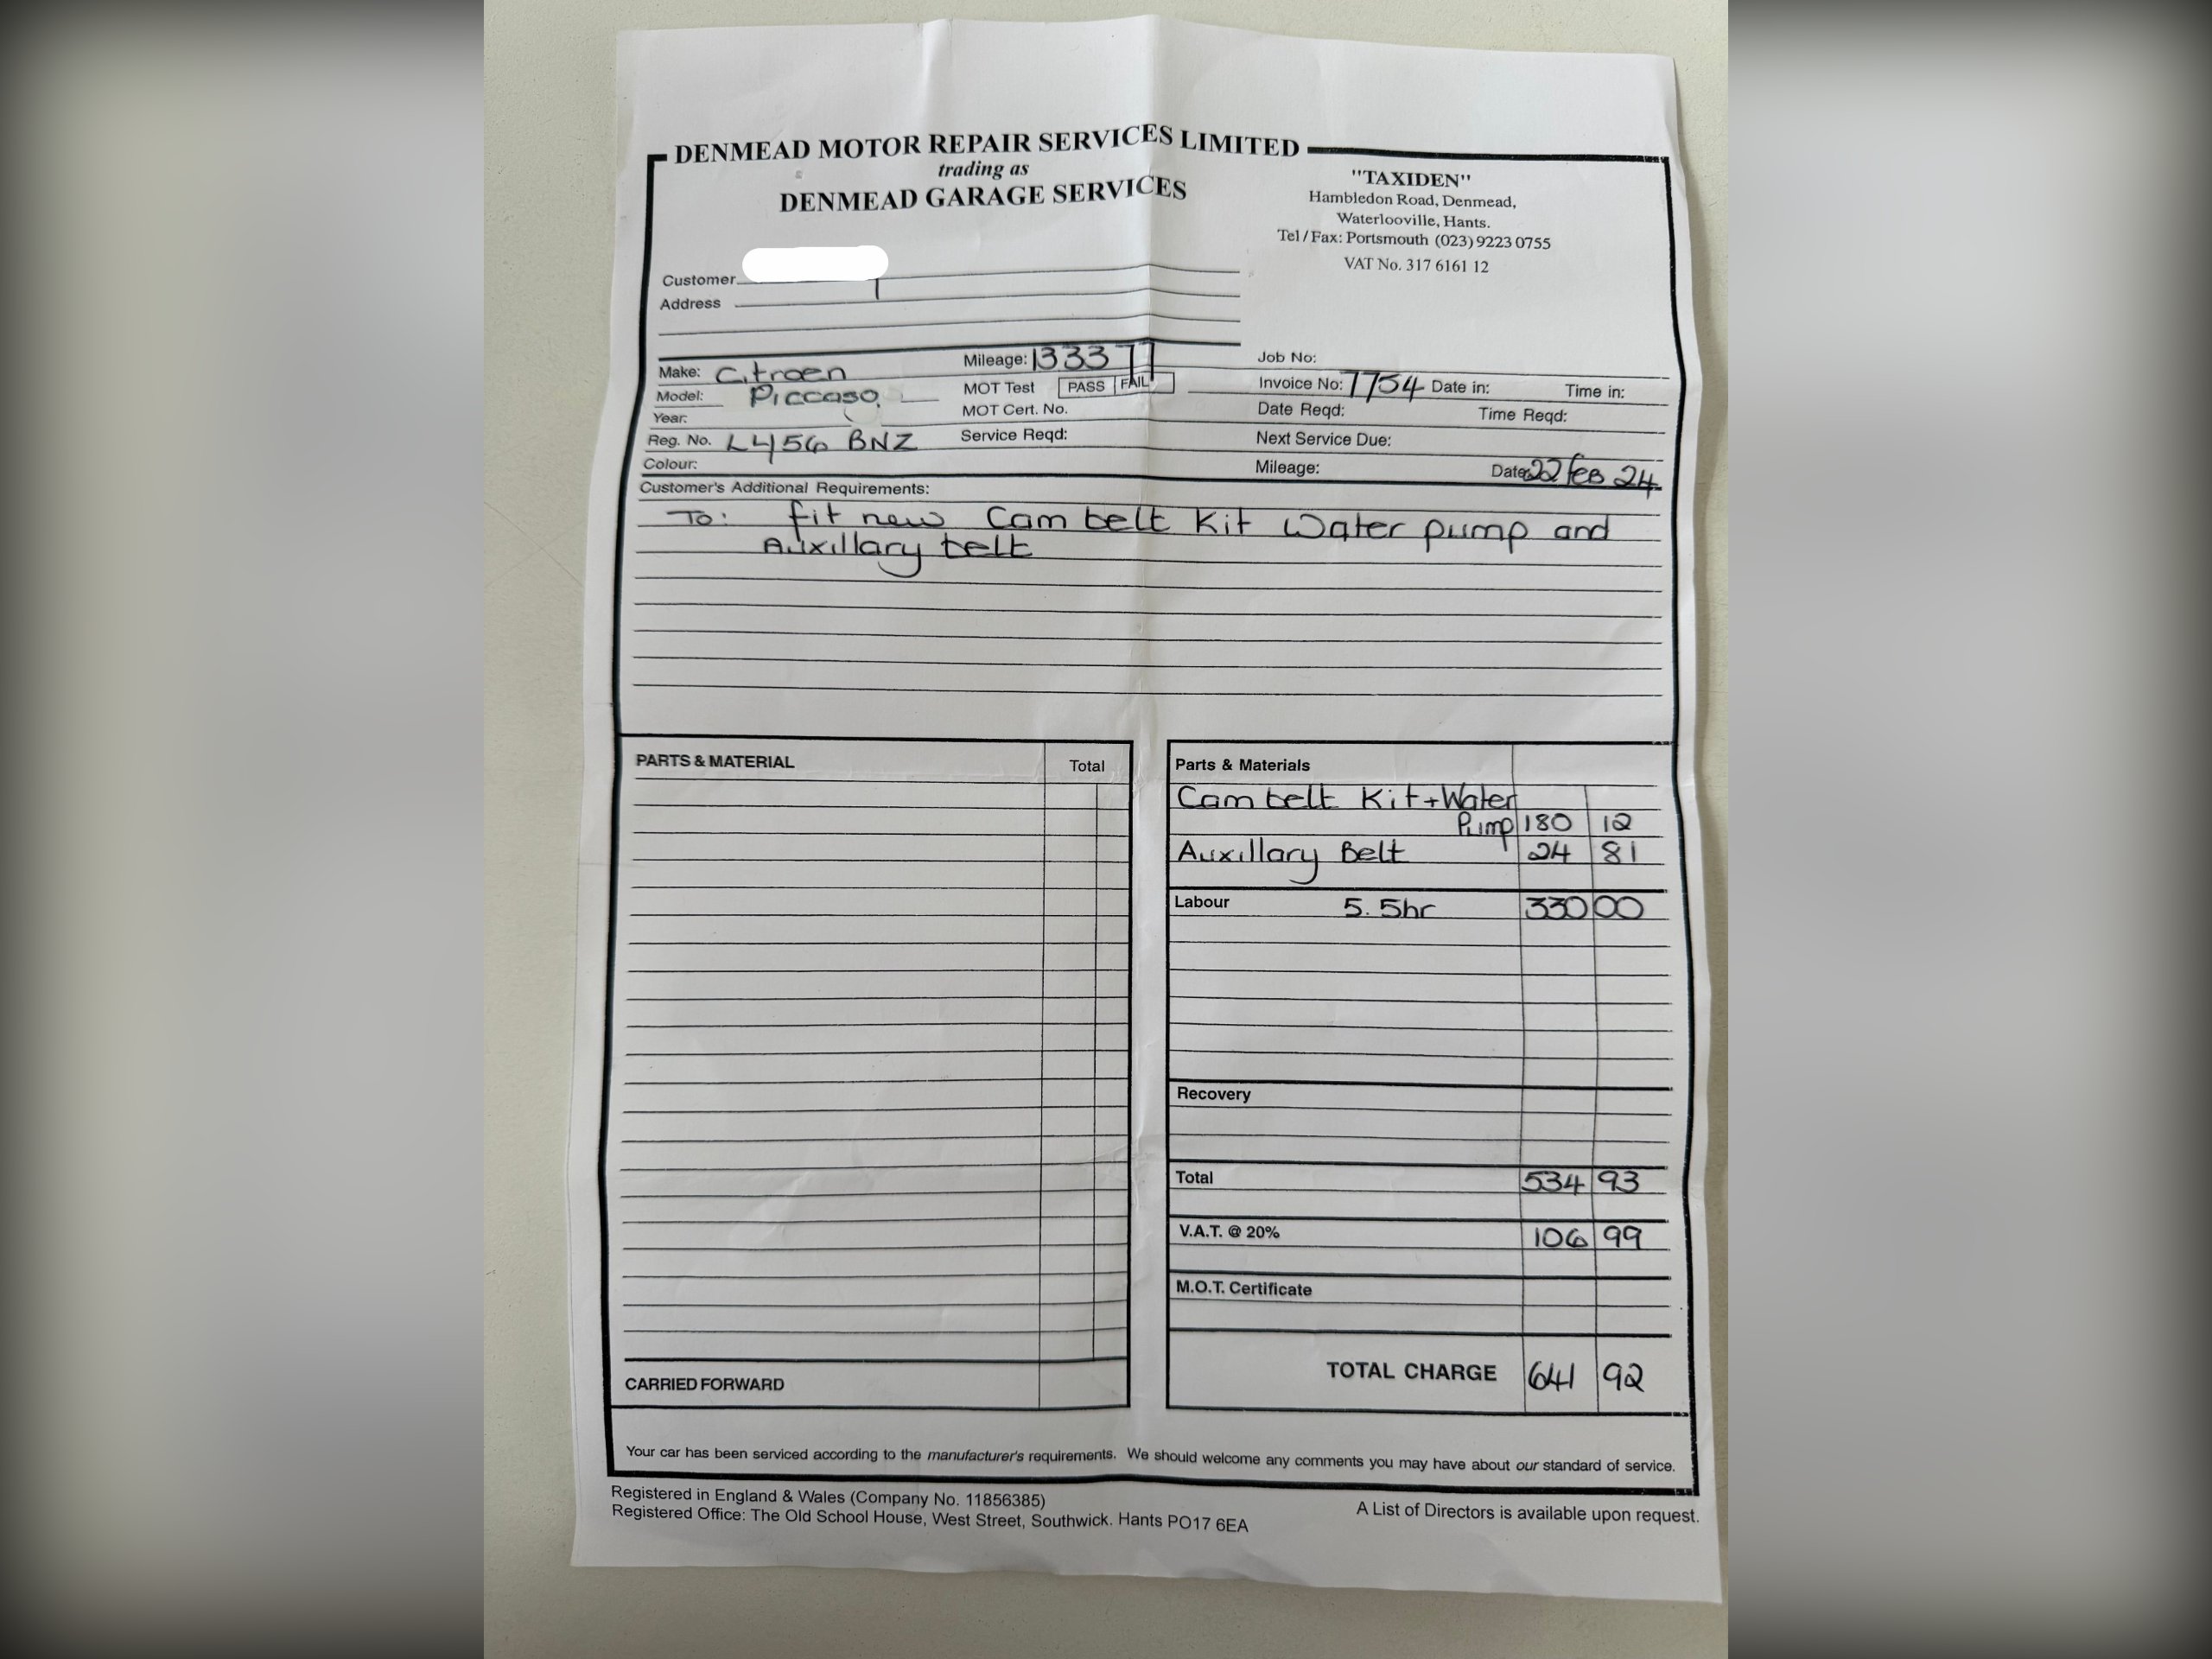 DENMEAD MOTOR REPAIR SERVICES LIMITED
trading as
DENMEAD GARAGE SERVICES
"TAXIDEN"
Hambledon Road, Denmead,
Waterlooville, Hants.
Tel/Fax: Portsmouth (023) 9223 0755
VAT No. 317 6161 12
Customer
Address
Make: Citroen
Mileage: 133377
Job No:
Model: Piccaso
MOT Test PASS FAIL
Invoice No: 7754 Date in: Time in:
Year:
MOT Cert. No.
Date Reqd: Time Reqd:
Reg. No. L456 BNZ
Service Reqd:
Next Service Due:
Colour:
Mileage: Date: 22 Feb 24
Customer's Additional Requirements:
To: fit new Cam belt Kit Water pump and
Auxillary belt
PARTS & MATERIAL Total
CARRIED FORWARD
Parts & Materials
Cam belt Kit + Water
Pump 180 12
Auxillary Belt 24 81
Labour 5.5hr 330 00
Recovery
Total 534 93
V.A.T. @ 20% 106 99
M.O.T. Certificate
TOTAL CHARGE 641 92
Your car has been serviced according to the manufacturer's requirements. We should welcome any comments you may have about our standard of service.
Registered in England & Wales (Company No. 11856385)
Registered Office: The Old School House, West Street, Southwick. Hants PO17 6EA
A List of Directors is available upon request.